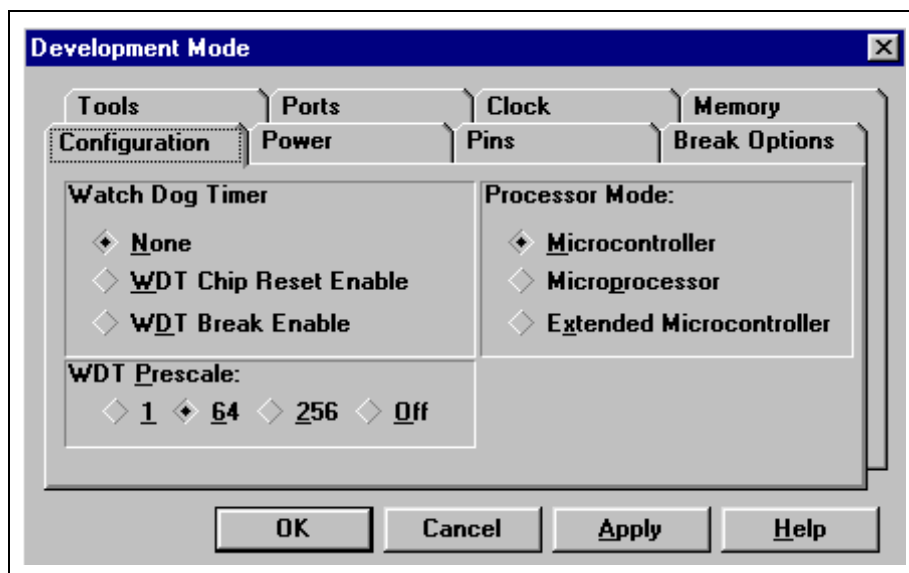 Development Mode
Tools Ports Clock Memory
Configuration Power Pins Break Options
Watch Dog Timer
None
WDT Chip Reset Enable
WDT Break Enable
Processor Mode:
Microcontroller
Microprocessor
Extended Microcontroller
WDT Prescale:
1 64 256 Off
OK Cancel Apply Help